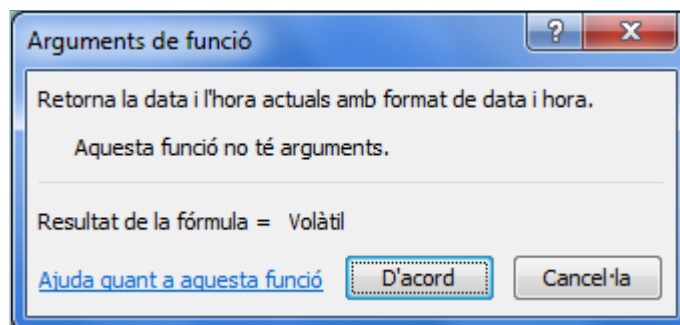 Arguments de funció
Retorna la data i l'hora actuals amb format de data i hora.
Aquesta funció no té arguments.
Resultat de la fórmula = Volàtil
Ajuda quant a aquesta funció D'acord Cancel·la